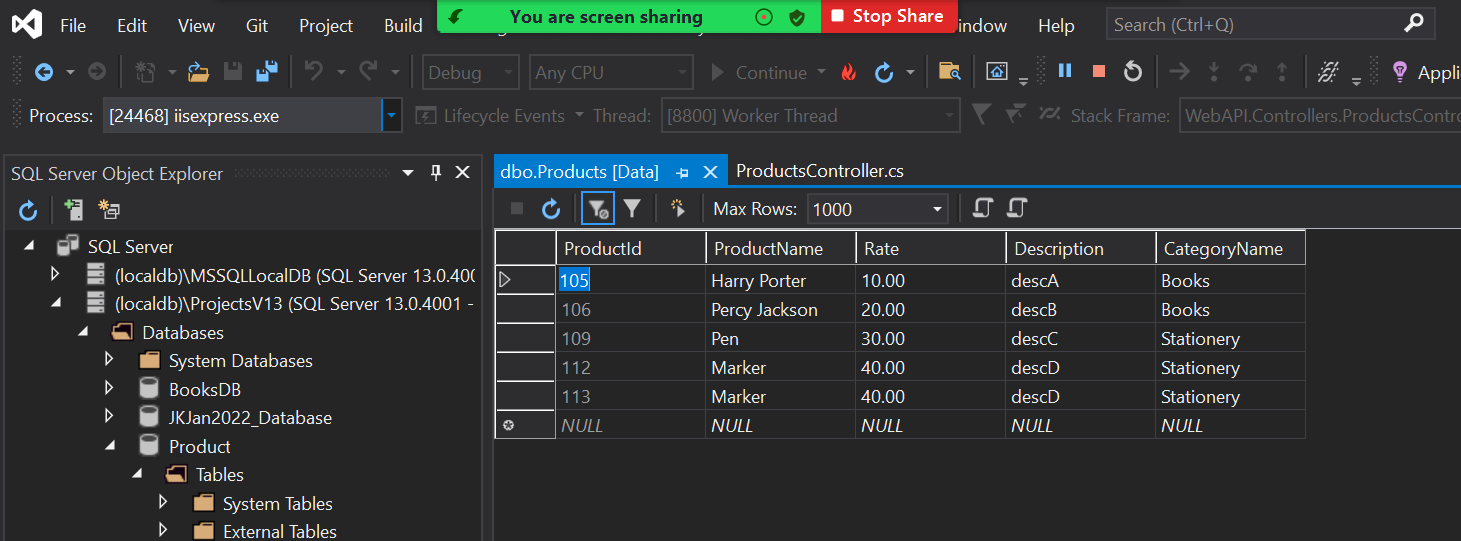 File Edit View Git Project Build You are screen sharing Stop Share Window Help Search (Ctrl+Q)
Debug Any CPU Continue
Process: [24468] iisexpress.exe Lifecycle Events Thread: [8800] Worker Thread Stack Frame: WebAPI.Controllers.ProductsContr
SQL Server Object Explorer
dbo.Products [Data] ProductsController.cs
Max Rows: 1000
SQL Server
(localdb)\MSSQLLocalDB (SQL Server 13.0.400
(localdb)\ProjectsV13 (SQL Server 13.0.4001 -
Databases
System Databases
BooksDB
JKJan2022_Database
Product
Tables
System Tables
External Tables
ProductId ProductName Rate Description CategoryName
105 Harry Porter 10.00 descA Books
106 Percy Jackson 20.00 descB Books
109 Pen 30.00 descC Stationery
112 Marker 40.00 descD Stationery
113 Marker 40.00 descD Stationery
NULL NULL NULL NULL NULL